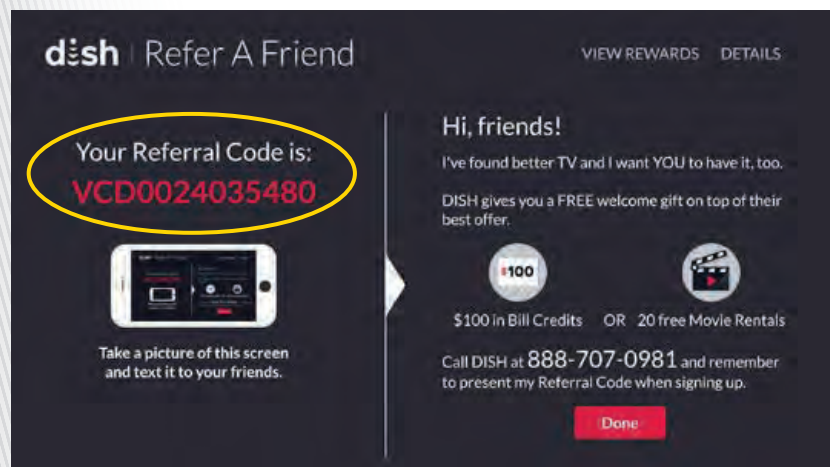 dish Refer A Friend
VIEW REWARDS DETAILS
Your Referral Code is:
VCD0024035480
Take a picture of this screen
and text it to your friends.
Hi, friends!
I've found better TV and I want YOU to have it, too.
DISH gives you a FREE welcome gift on top of their
best offer.
$100
$100 in Bill Credits OR 20 free Movie Rentals
Call DISH at 888-707-0981 and remember
to present my Referral Code when signing up.
Done